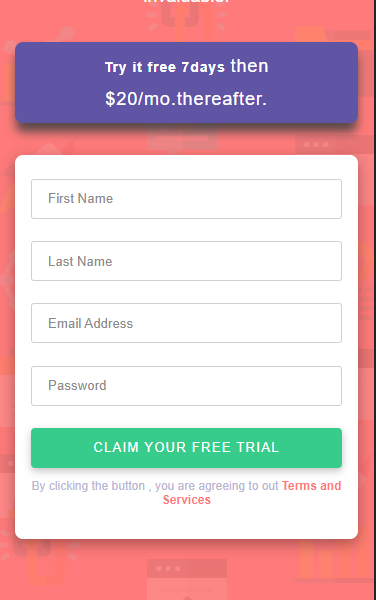 invaluable.
Try it free 7days then
$20/mo.thereafter.
First Name
Last Name
Email Address
Password
CLAIM YOUR FREE TRIAL
By clicking the button , you are agreeing to out Terms and
Services